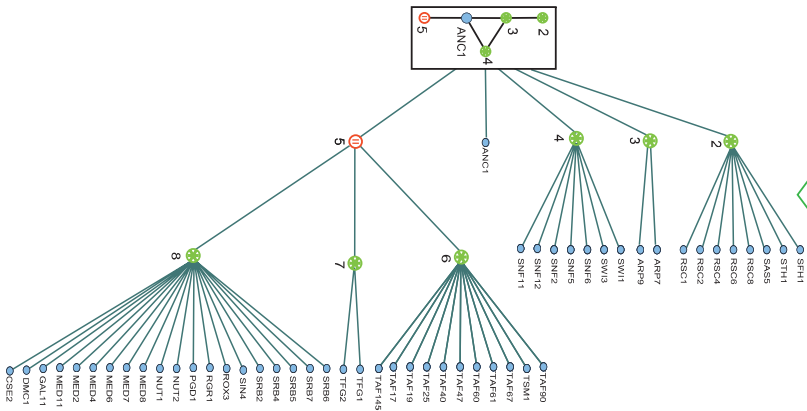 5
ANC1
3
2
4
5
ANC1
4
3
2
SNF11
SNF12
SNF2
SNF5
SNF6
SWI3
SWI1
ARP9
ARP7
RSC1
RSC2
RSC4
RSC6
RSC8
SAS5
STH1
SFH1
8
7
6
CSE2
DMC1
GAL11
MED11
MED2
MED4
MED6
MED7
MED8
NUT1
NUT2
PGD1
RGR1
ROX3
SIN4
SRB2
SRB4
SRB5
SRB7
SRB6
TFG2
TFG1
TAF145
TAF17
TAF19
TAF25
TAF40
TAF47
TAF60
TAF61
TAF67
TSM1
TAF90